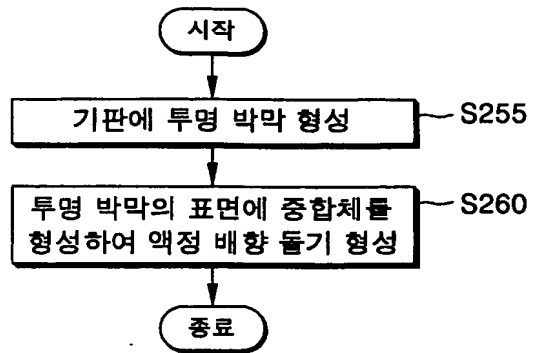 시작
기판에 투명 박막 형성
S255
투명 박막의 표면에 중합체를
형성하여 액정 배향 돌기 형성
S260
종료